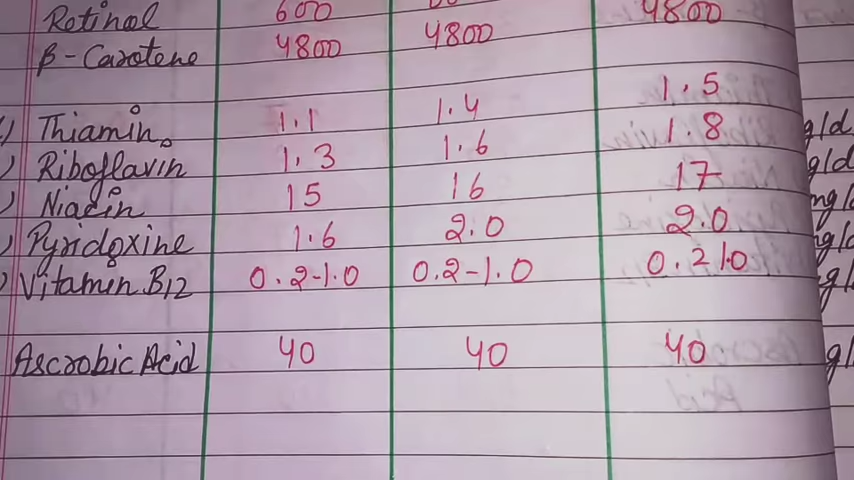 Retinol 600
β-Carotene 4800 4800 4800
Thiamin. 1.1 1.4 1.5
Riboflavin 1.3 1.6 1.8
Niacin 15 16 17
Pyridoxine 1.6 2.0 2.0
Vitamin B12 0.2-1.0 0.2-1.0 0.2 1.0
Ascrobic Acid 40 40 40